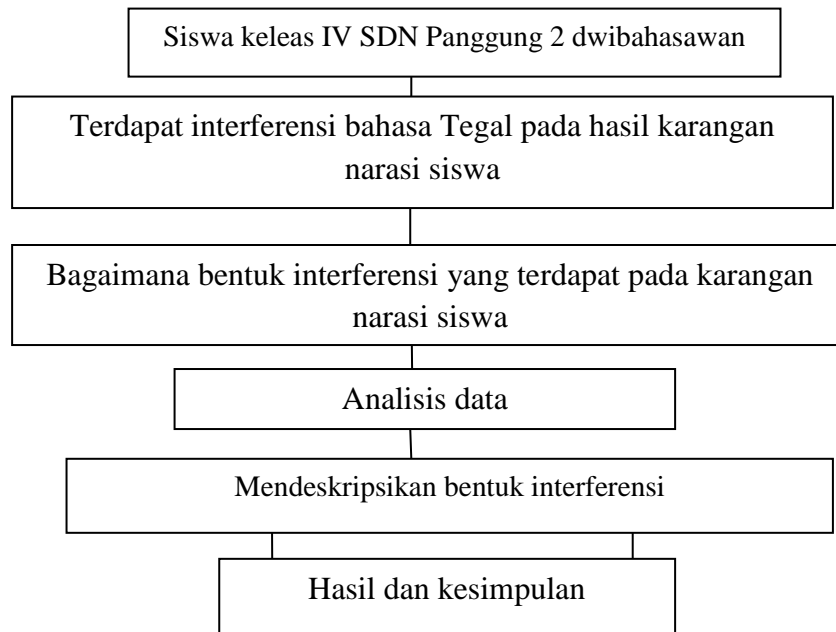 Siswa keleas IV SDN Panggung 2 dwibahasawan
Terdapat interferensi bahasa Tegal pada hasil karangan
narasi siswa
Bagaimana bentuk interferensi yang terdapat pada karangan
narasi siswa
Analisis data
Mendeskripsikan bentuk interferensi
Hasil dan kesimpulan